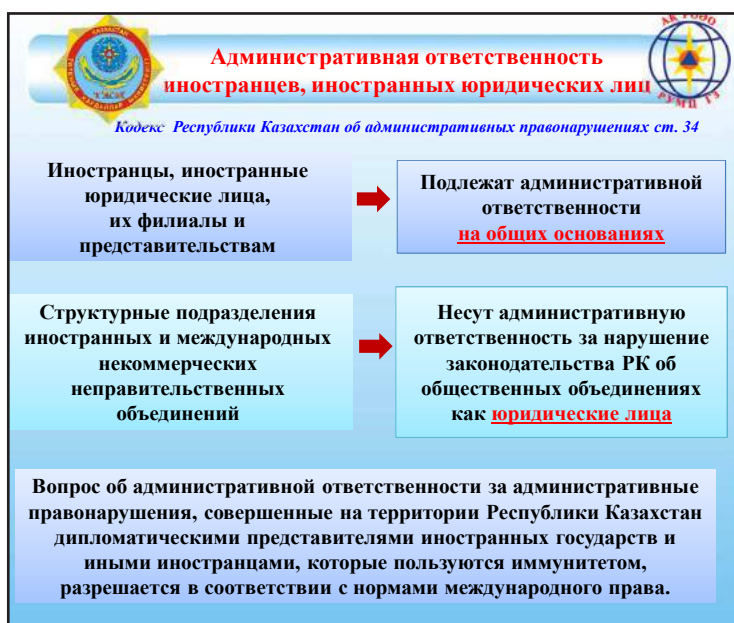 Административная ответственность
иностранцев, иностранных юридических лиц
Кодекс Республики Казахстан об административных правонарушениях ст. 34
Иностранцы, иностранные
юридические лица,
их филиалы и
представительствам
Подлежат административной
ответственности
на общих основаниях
Структурные подразделения
иностранных и международных
некоммерческих
неправительственных
объединений
Несут административную
ответственность за нарушение
законодательства РК об
общественных объединениях
как юридические лица
Вопрос об административной ответственности за административные
правонарушения, совершенные на территории Республики Казахстан
дипломатическими представителями иностранных государств и
иными иностранцами, которые пользуются иммунитетом,
разрешается в соответствии с нормами международного права.